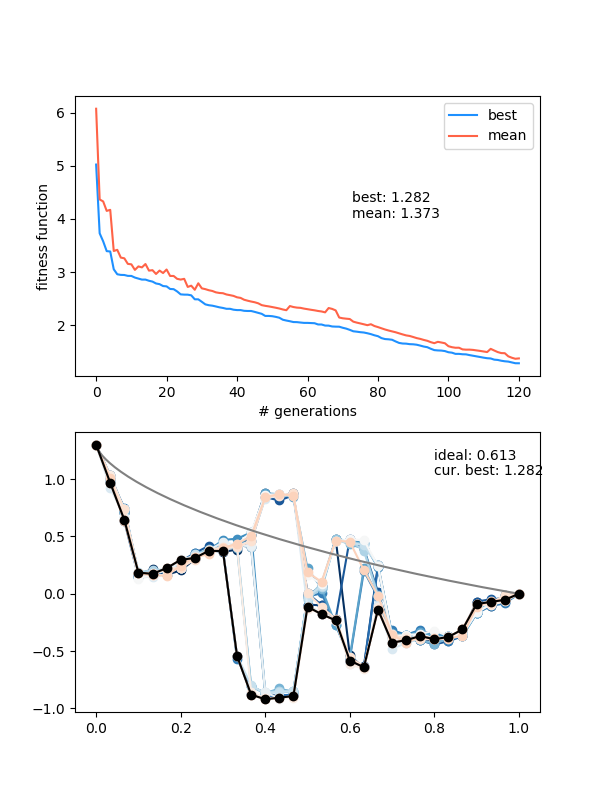 6
5
4
3
2
fitness function
best
mean
best: 1.282
mean: 1.373
0
20
40
60
80
100
120
# generations
1.0
0.5
0.0
−0.5
−1.0
ideal: 0.613
cur. best: 1.282
0.0
0.2
0.4
0.6
0.8
1.0